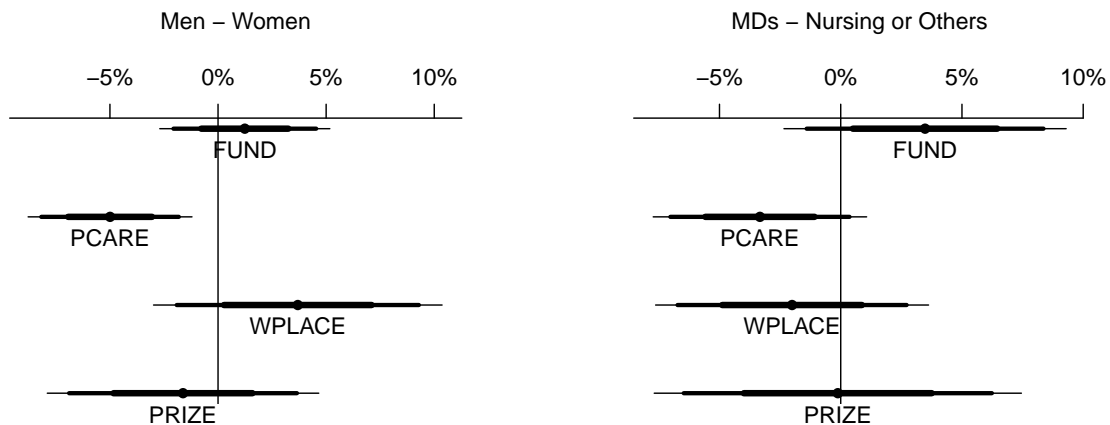 Men – Women
−5% 0% 5% 10%
FUND
PCARE
WPLACE
PRIZE
MDs – Nursing or Others
−5% 0% 5% 10%
FUND
PCARE
WPLACE
PRIZE